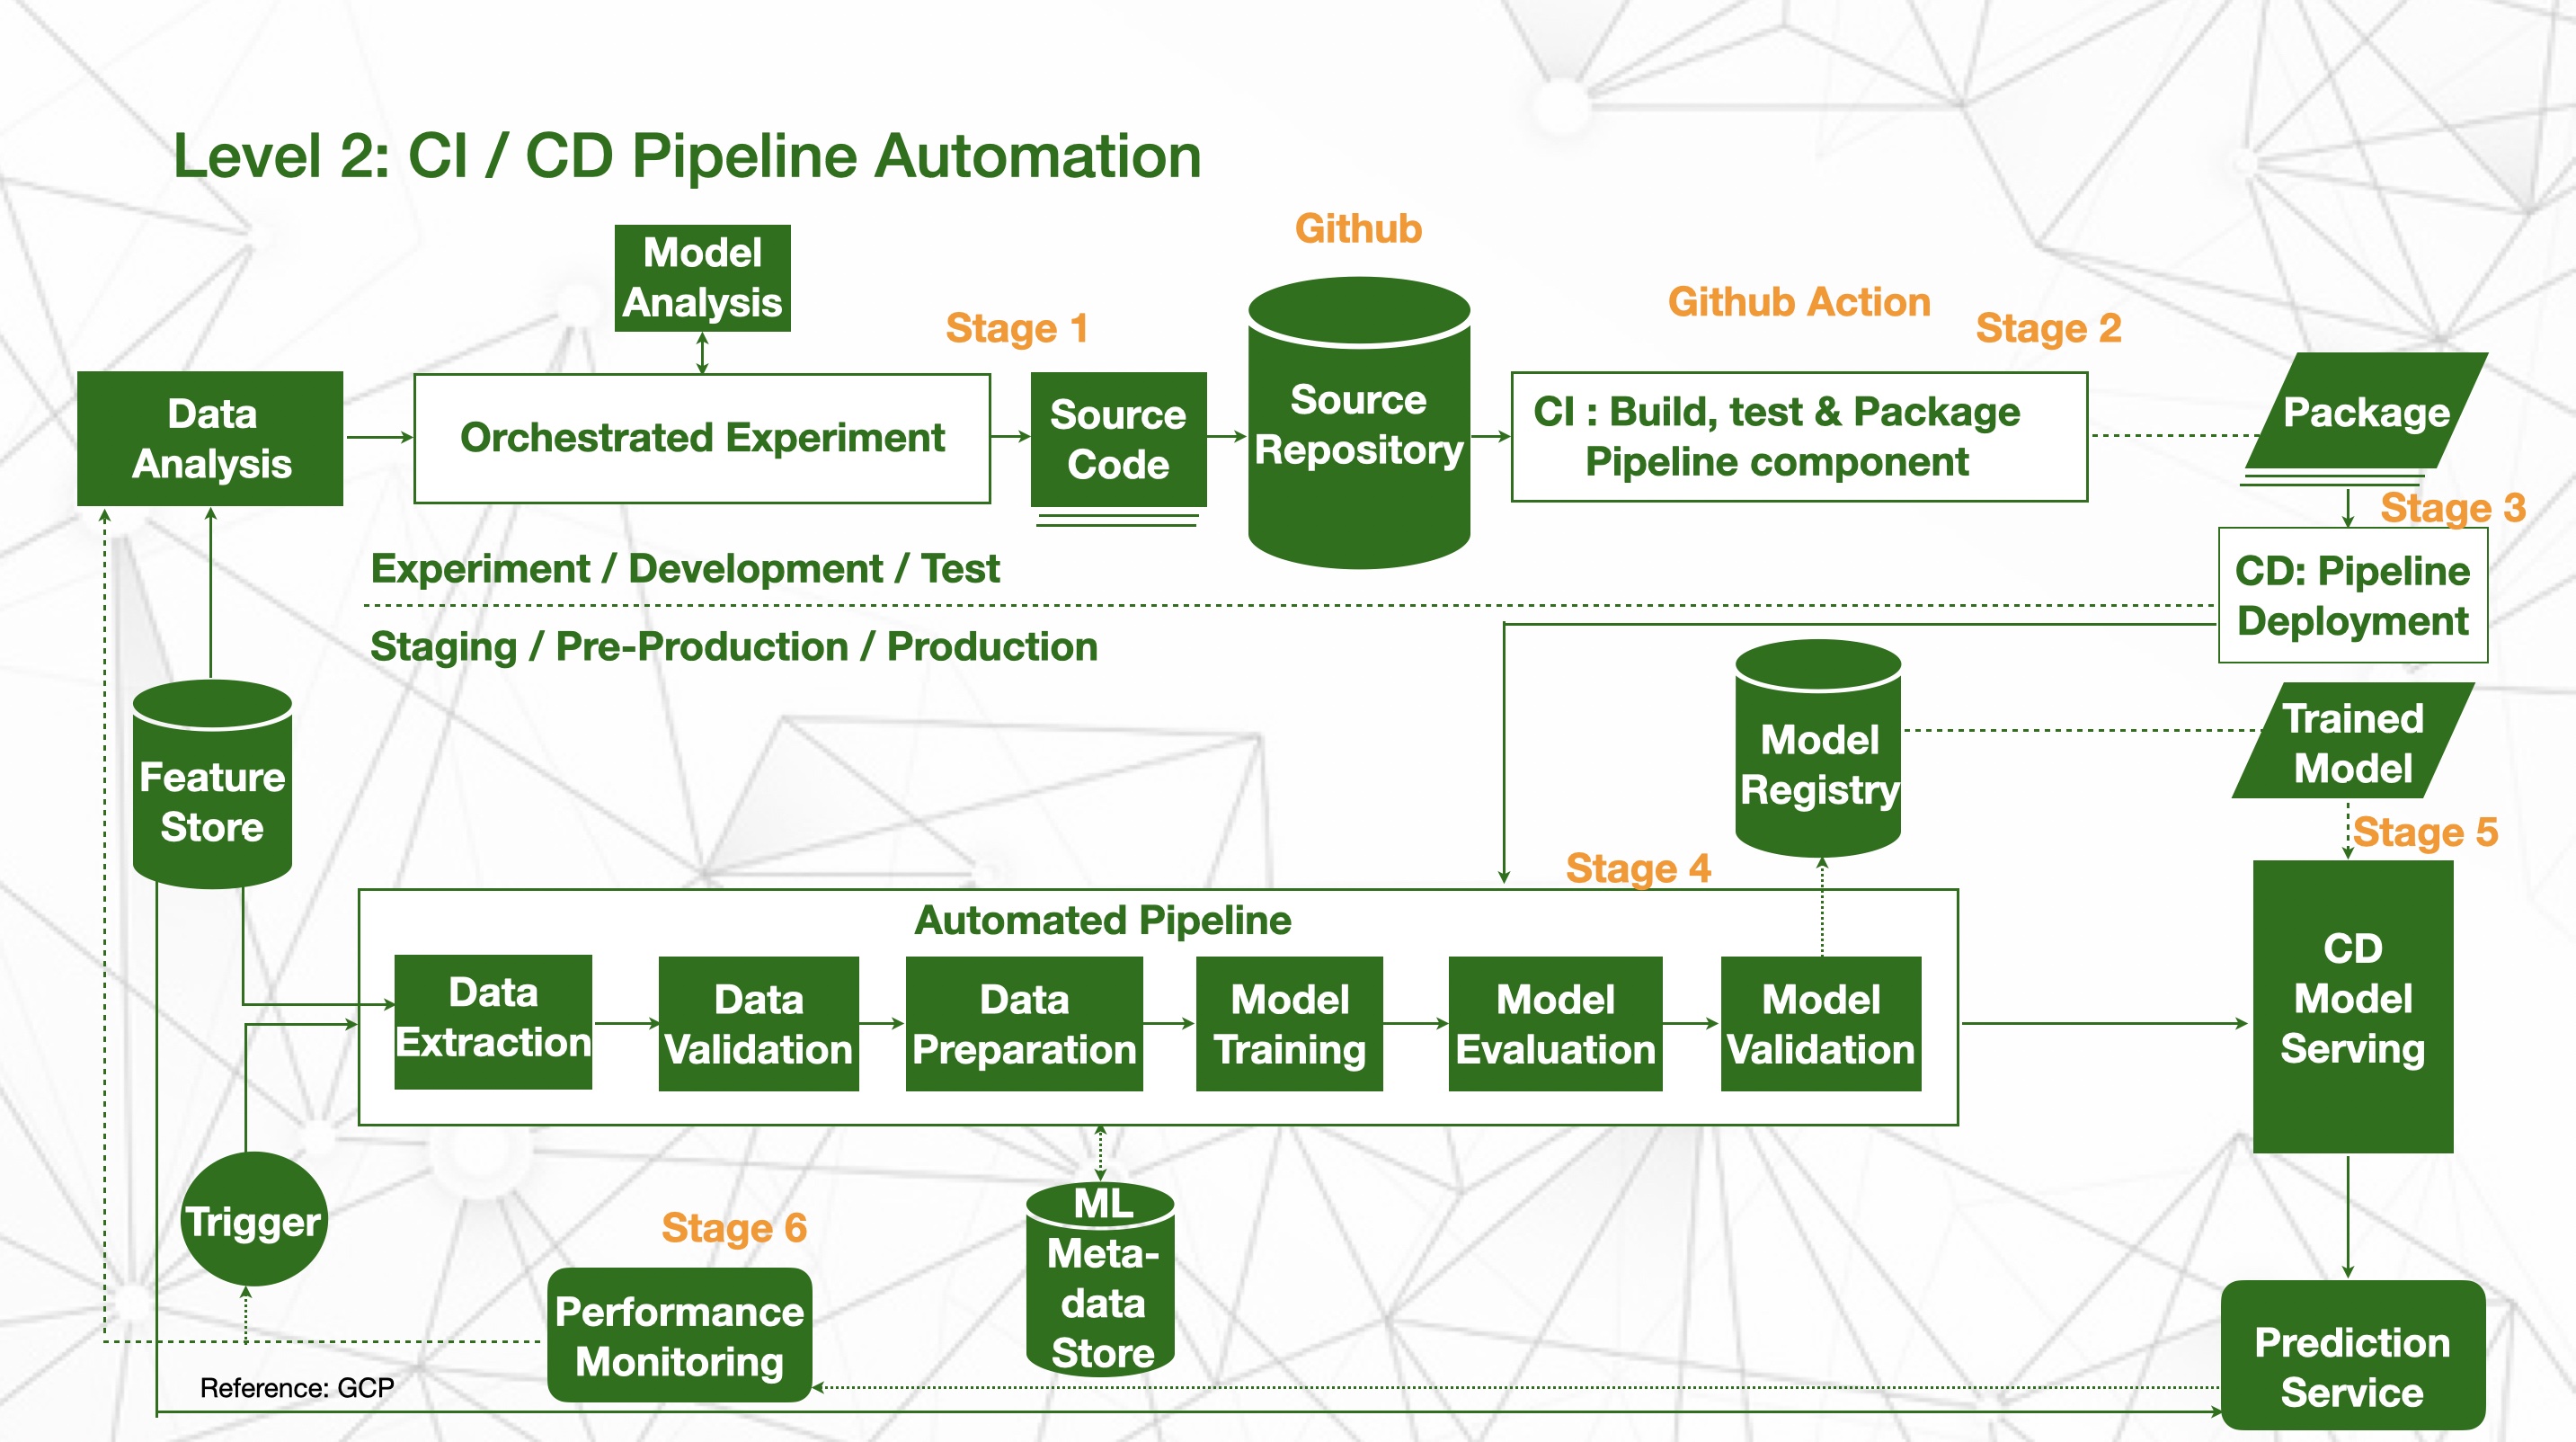 Level 2: CI / CD Pipeline Automation
Github
Model
Analysis
Github Action
Stage 1
Stage 2
Data
Analysis
Orchestrated Experiment
Source
Code
Source
Repository
CI : Build, test & Package
Pipeline component
Package
Stage 3
Experiment / Development / Test
CD: Pipeline
Deployment
Staging / Pre-Production / Production
Feature
Store
Model
Registry
Trained
Model
Stage 5
Stage 4
Automated Pipeline
Data
Extraction
Data
Validation
Data
Preparation
Model
Training
Model
Evaluation
Model
Validation
CD
Model
Serving
Trigger
Stage 6
ML
Meta-
data
Store
Performance
Monitoring
Prediction
Service
Reference: GCP